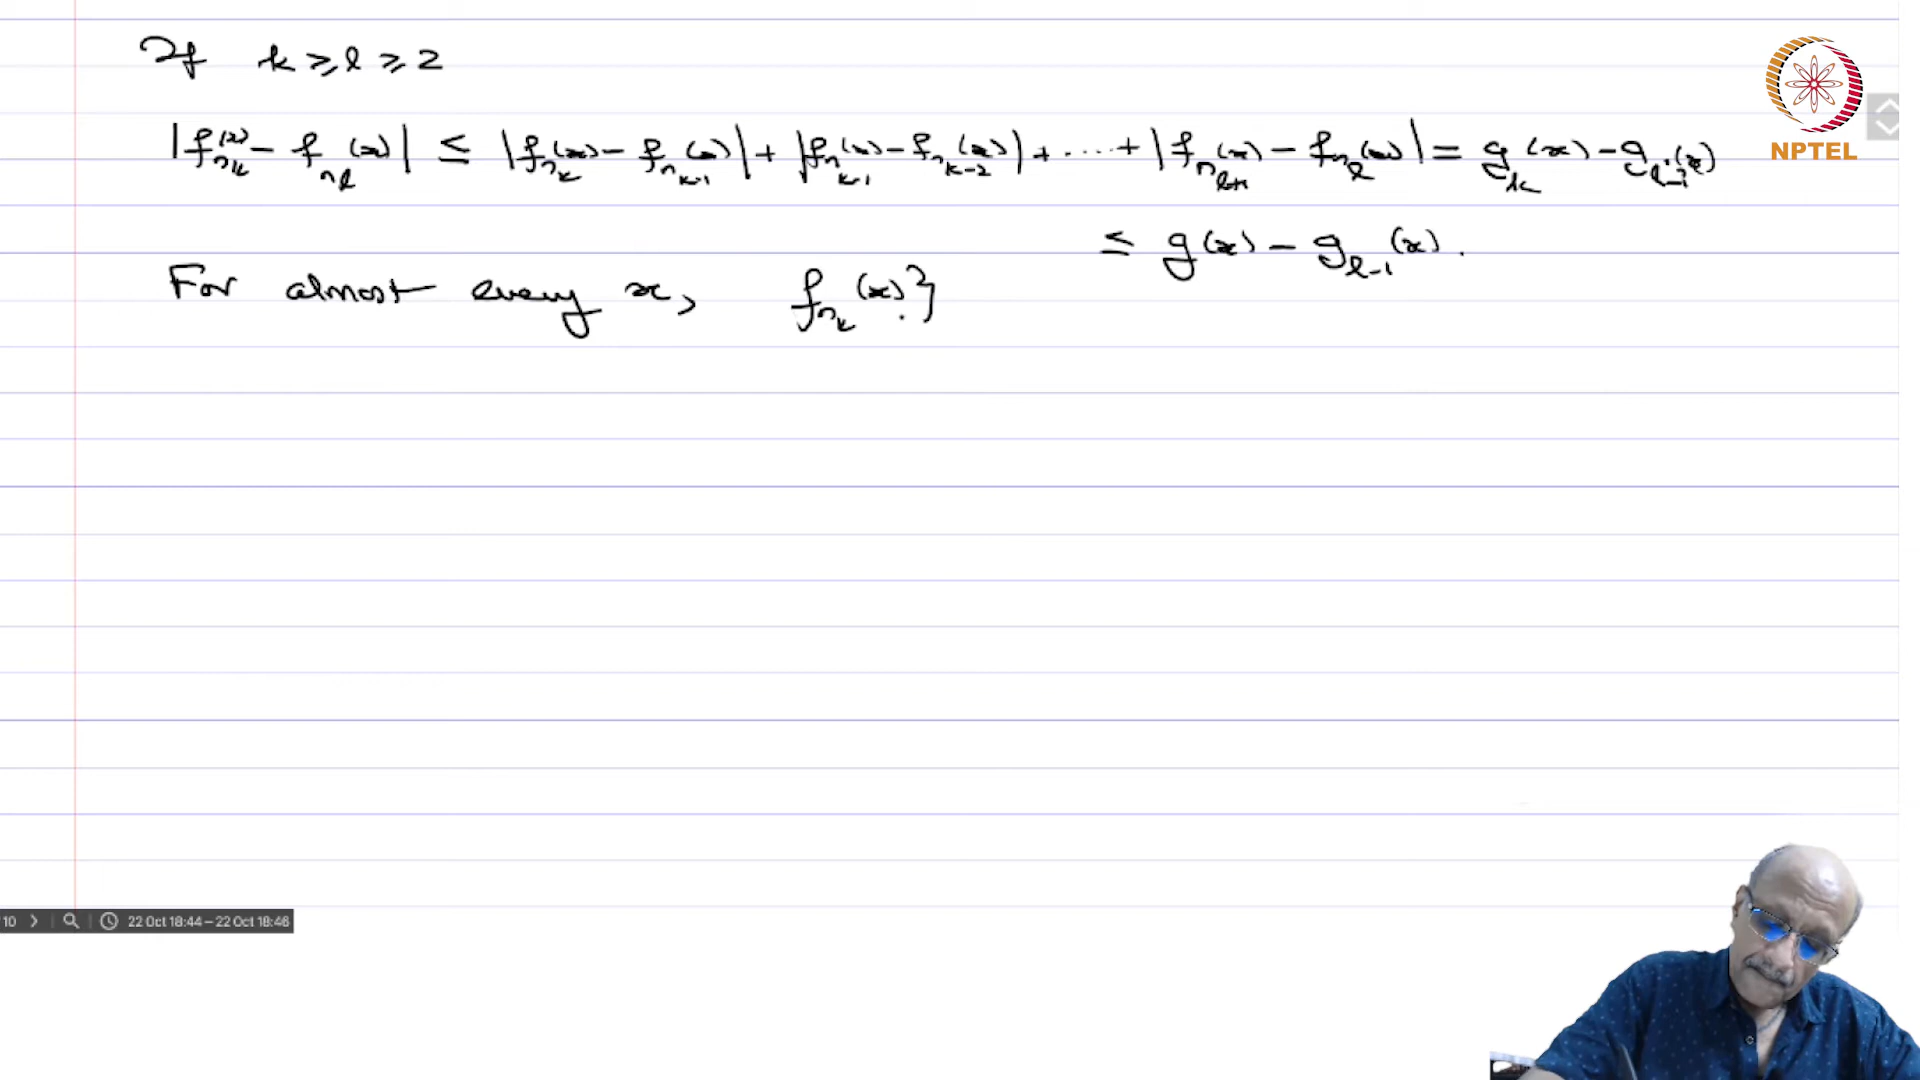 If k ≥ l ≥ 2
|f_{n_k}(x) - f_{n_l}(x)| ≤ |f_{n_k}(x) - f_{n_{k-1}}(x)| + |f_{n_{k-1}}(x) - f_{n_{k-2}}(x)| + ..... + |f_{n_{l+1}}(x) - f_{n_l}(x)| = g_k(x) - g_{l-1}(x)
≤ g(x) - g_{l-1}(x).
For almost every x, f_{n_k}(x)}
NPTEL
10 > 22 Oct 18:44 – 22 Oct 18:46